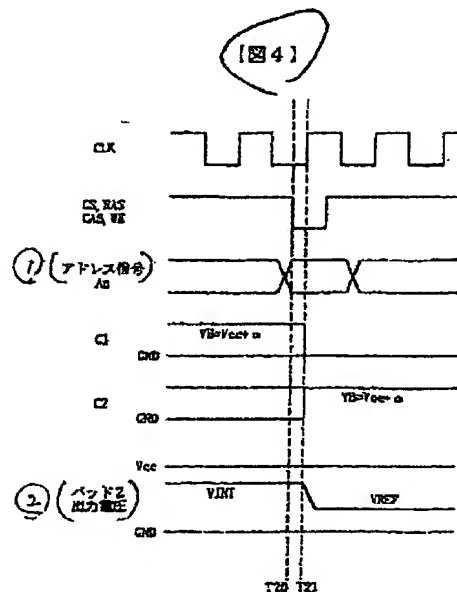 【図4】
CLK
CS, RAS
CAS, WE
① (アドレス信号)
An
C1
VB=Vcc+α
GND
C2
VB=Vcc+α
GND
Vcc
② (パッド2
出力電圧)
VINT
VREF
GND
T20 T21